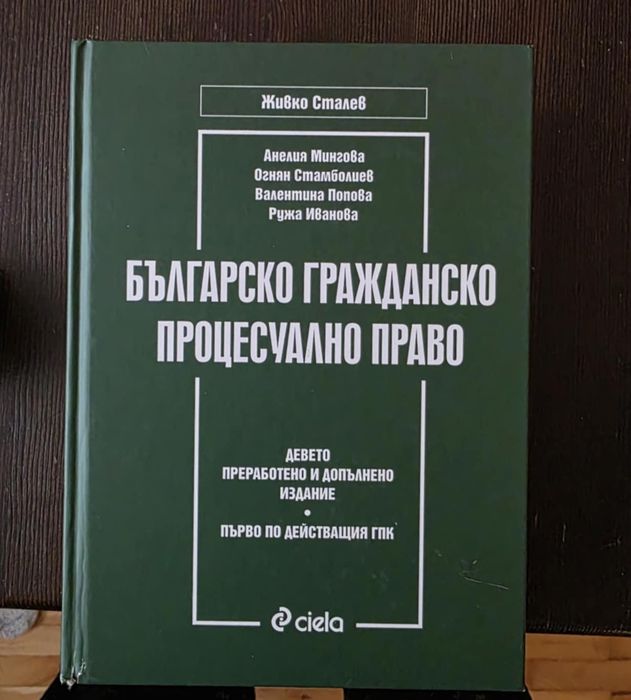 Живко Сталев
Анелия Мингова
Огнян Стамболиев
Валентина Попова
Ружа Иванова
БЪЛГАРСКО ГРАЖДАНСКО
ПРОЦЕСУАЛНО ПРАВО
ДЕВЕТО
ПРЕРАБОТЕНО И ДОПЪЛНЕНО
ИЗДАНИЕ
•
ПЪРВО ПО ДЕЙСТВАЩИЯ ГПК
ciela